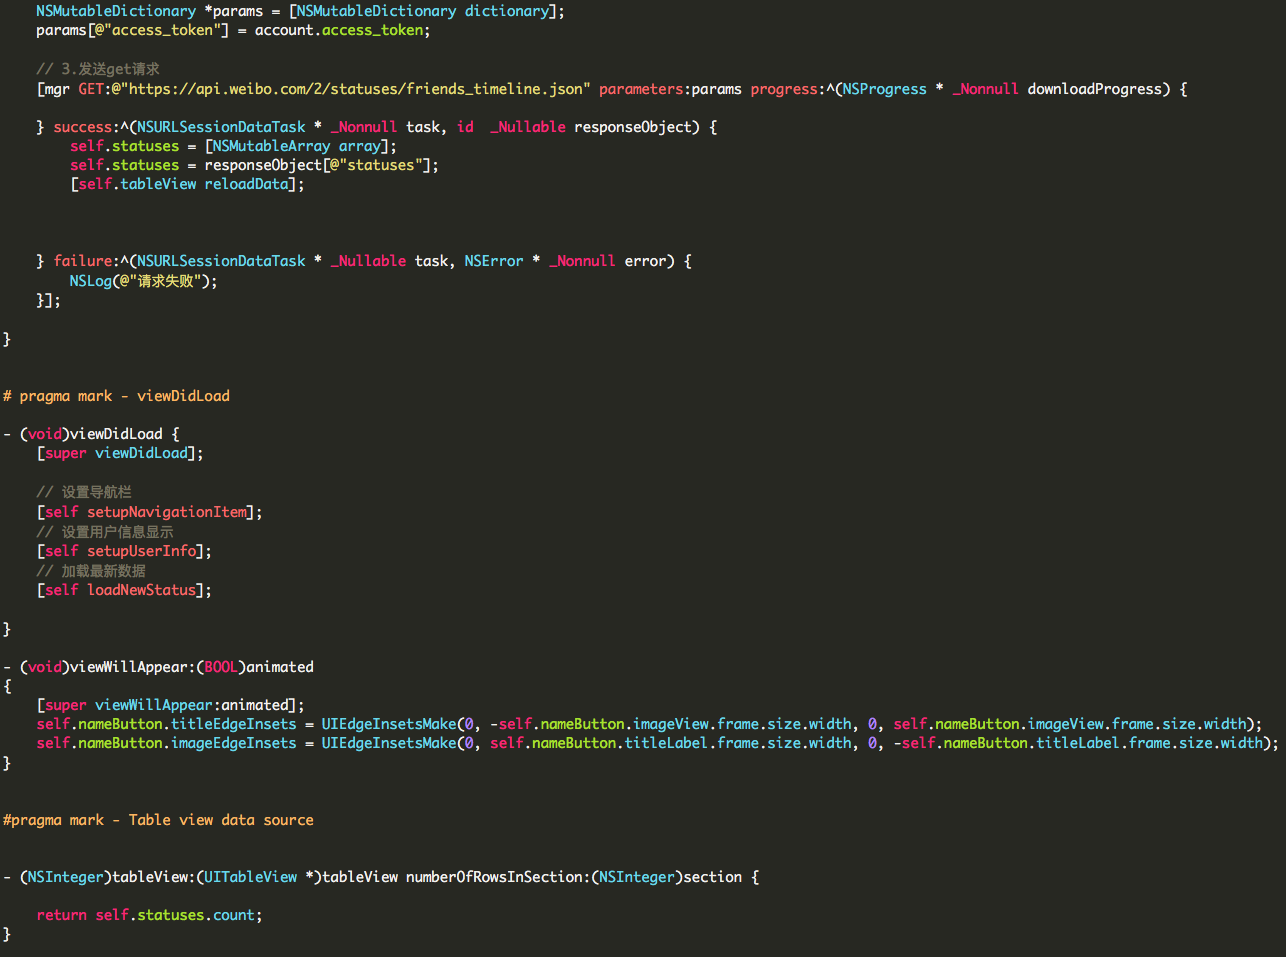 NSMutableDictionary *params = [NSMutableDictionary dictionary];
params[@"access_token"] = account.access_token;
// 3.发送get请求
[mgr GET:@"https://api.weibo.com/2/statuses/friends_timeline.json" parameters:params progress:^(NSProgress * _Nonnull downloadProgress) {
} success:^(NSURLSessionDataTask * _Nonnull task, id  _Nullable responseObject) {
self.statuses = [NSMutableArray array];
self.statuses = responseObject[@"statuses"];
[self.tableView reloadData];
} failure:^(NSURLSessionDataTask * _Nullable task, NSError * _Nonnull error) {
NSLog(@"请求失败");
}];
}
# pragma mark - viewDidLoad
- (void)viewDidLoad {
[super viewDidLoad];
// 设置导航栏
[self setupNavigationItem];
// 设置用户信息显示
[self setupUserInfo];
// 加载最新数据
[self loadNewStatus];
}
- (void)viewWillAppear:(BOOL)animated
{
[super viewWillAppear:animated];
self.nameButton.titleEdgeInsets = UIEdgeInsetsMake(0, -self.nameButton.imageView.frame.size.width, 0, self.nameButton.imageView.frame.size.width);
self.nameButton.imageEdgeInsets = UIEdgeInsetsMake(0, self.nameButton.titleLabel.frame.size.width, 0, -self.nameButton.titleLabel.frame.size.width);
}
#pragma mark - Table view data source
- (NSInteger)tableView:(UITableView *)tableView numberOfRowsInSection:(NSInteger)section {
return self.statuses.count;
}